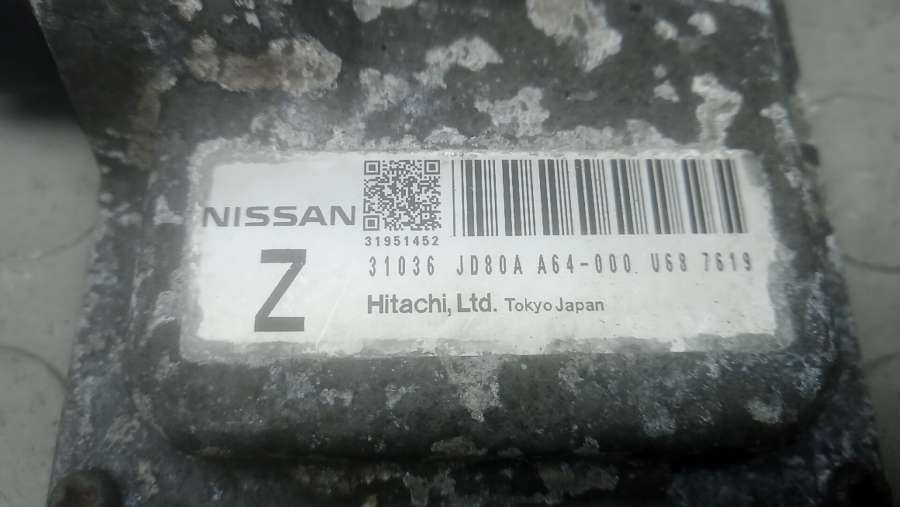 NISSAN
31951452
31036 JD80A A64-000 U68 7619
Z
Hitachi, Ltd. Tokyo Japan